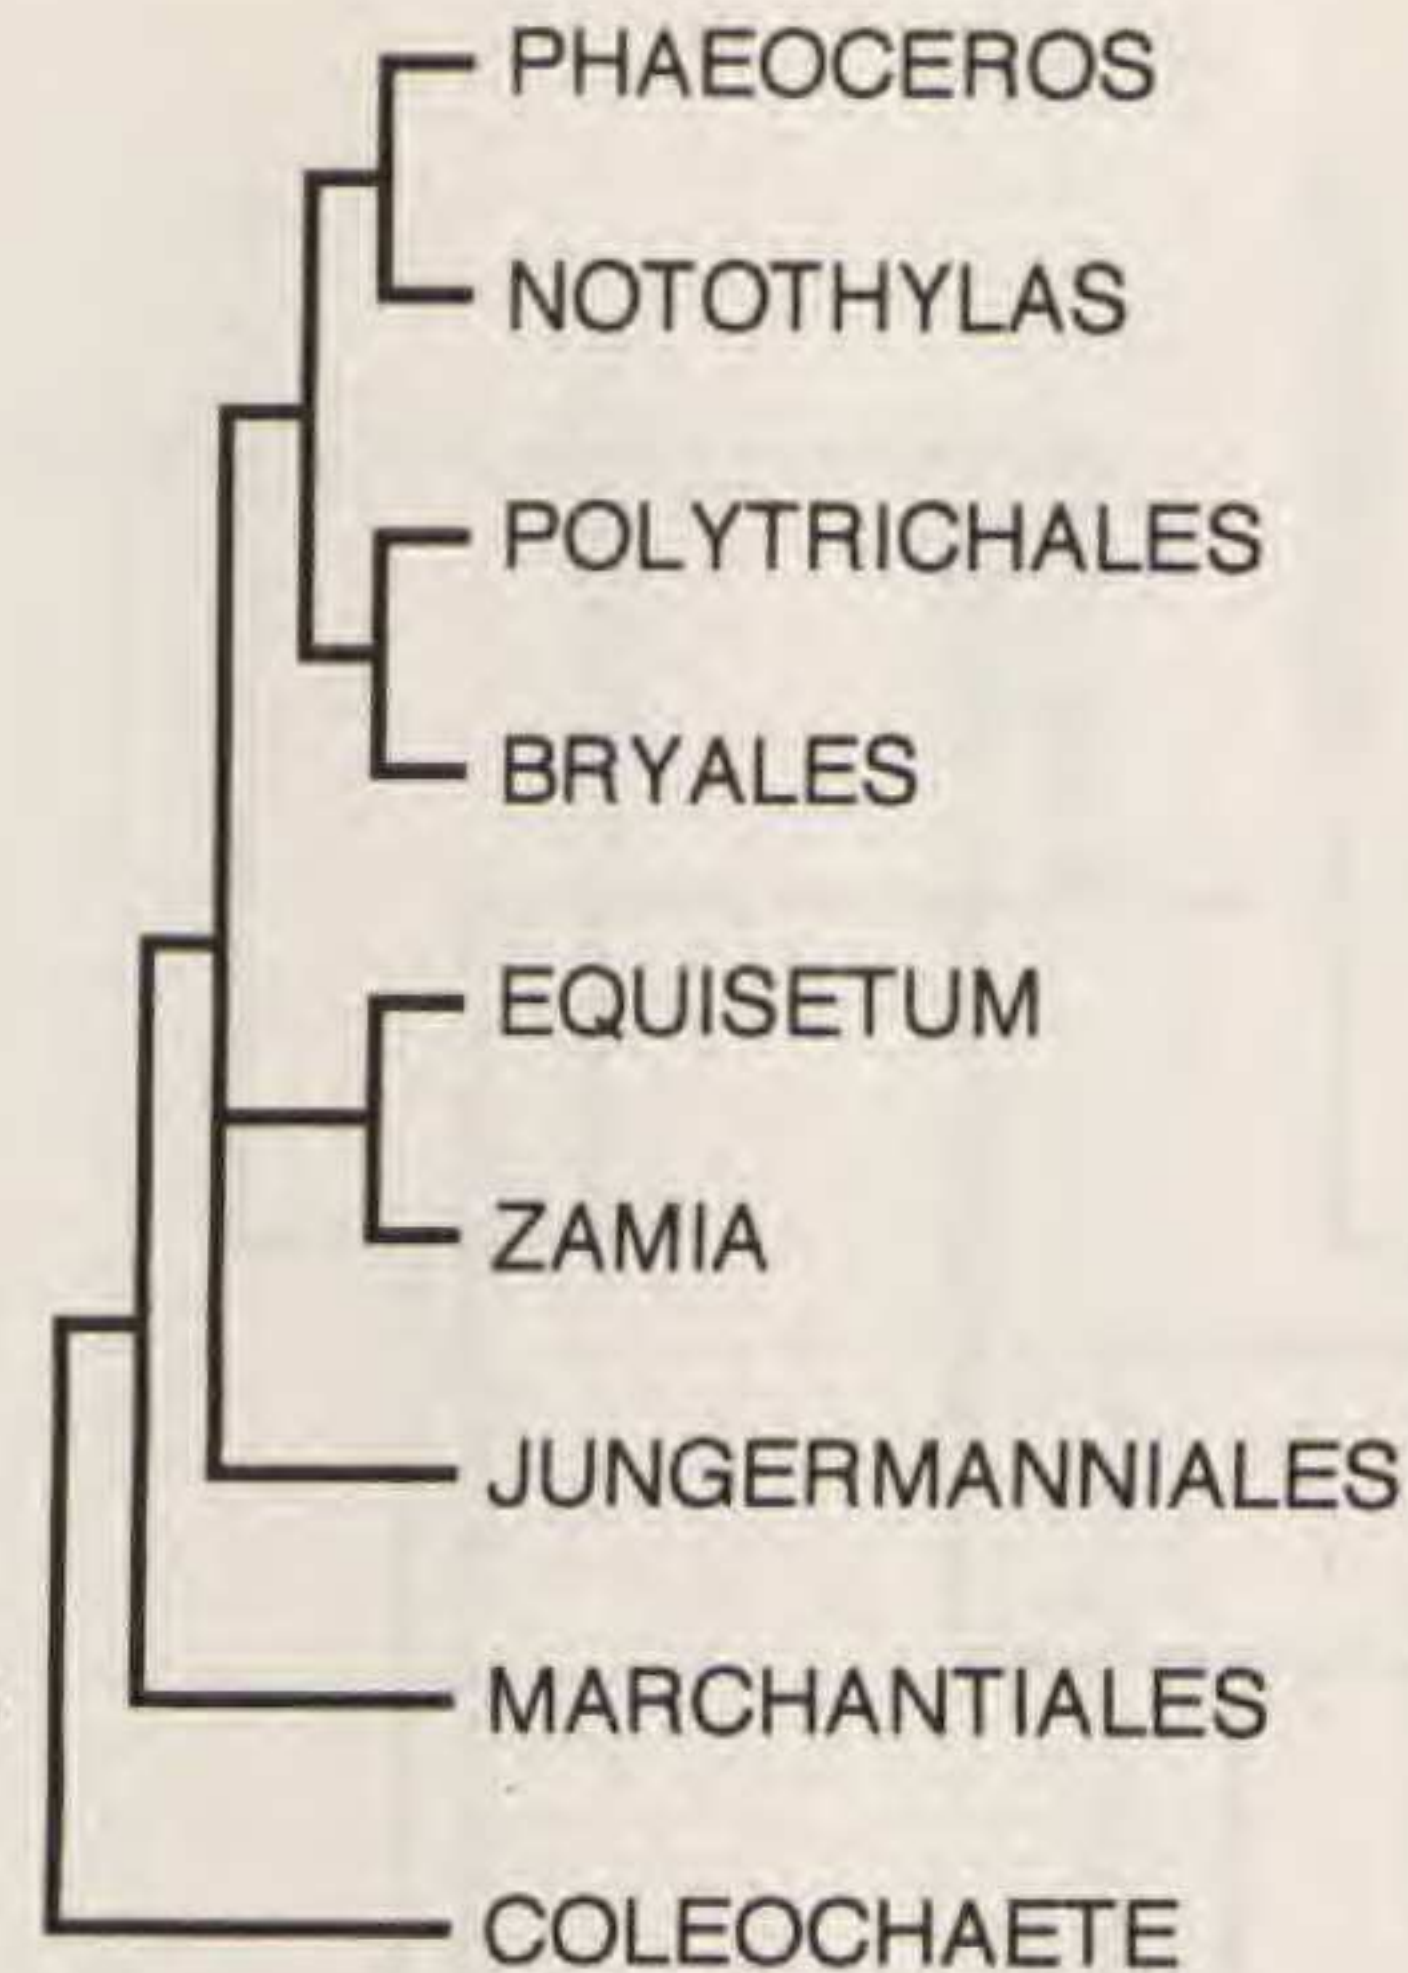 PHAEOCEROS
NOTOTHYLAS
POLYTRICHALES
BRYALES
EQUISETUM
ZAMIA
JUNGERMANNIALES
MARCHANTIALES
COLEOCHAETE